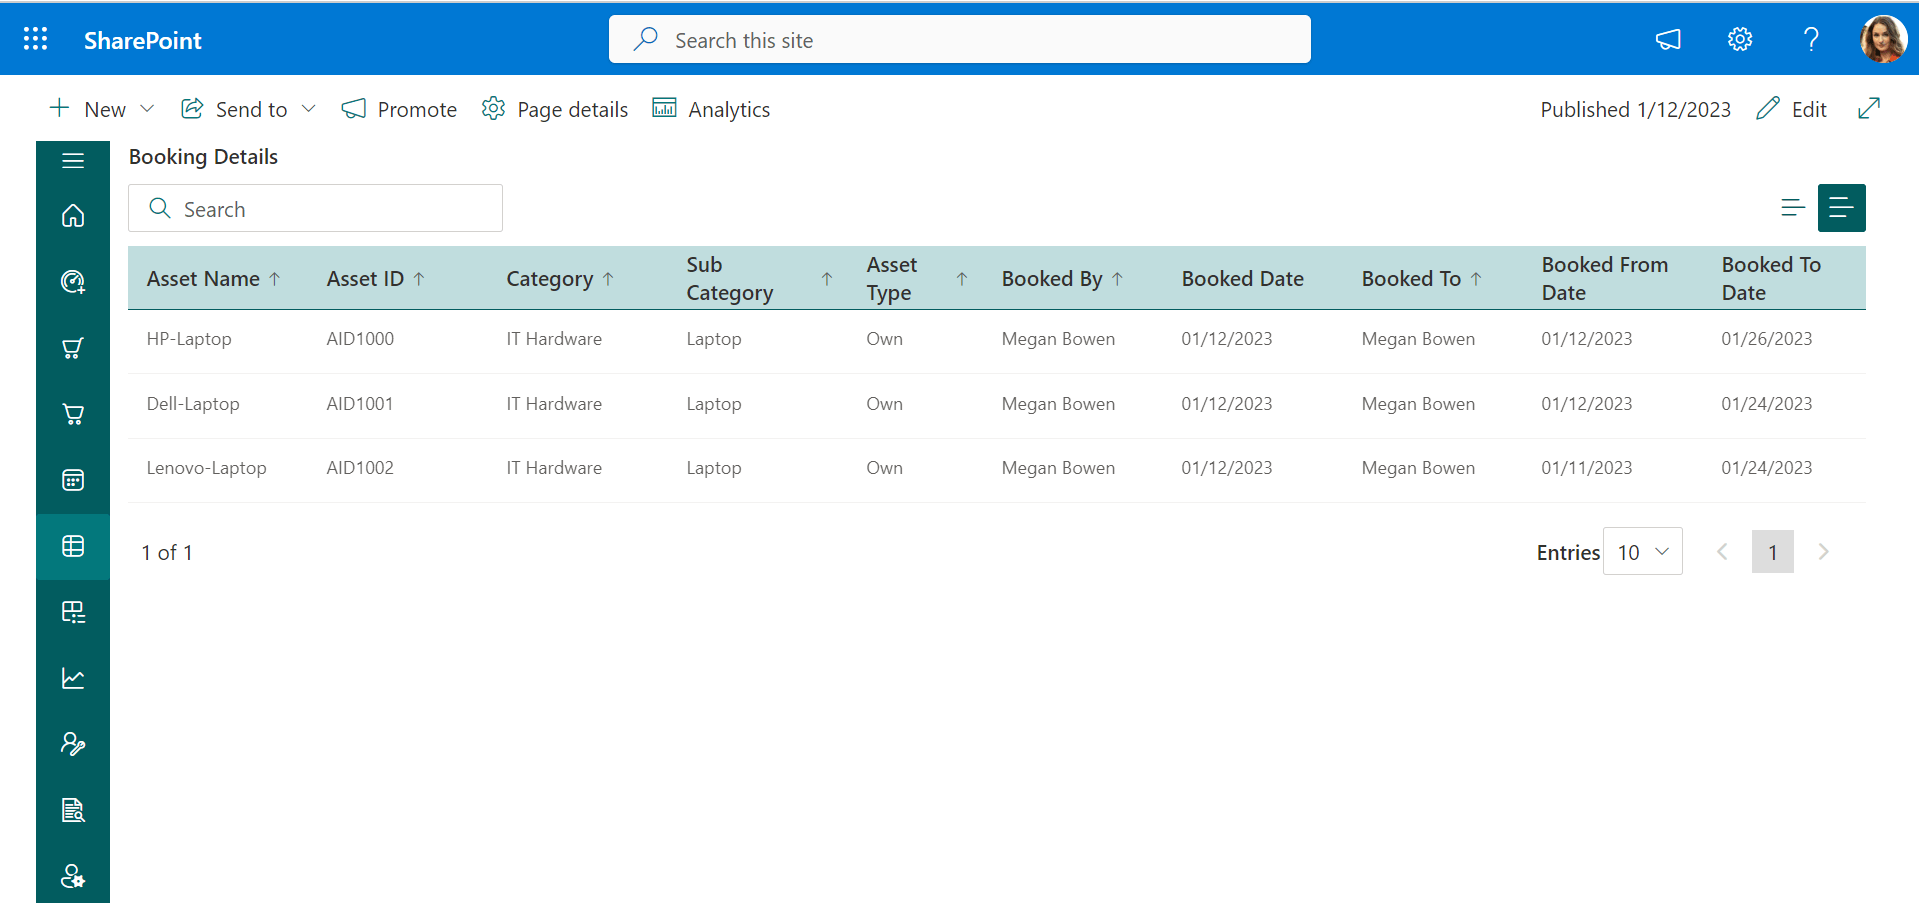 SharePoint
Search this site
New
Send to
Promote
Page details
Analytics
Published 1/12/2023
Edit
Booking Details
Search
Asset Name Asset ID Category Sub Category Asset Type Booked By Booked Date Booked To Booked From Date Booked To Date
HP-Laptop AID1000 IT Hardware Laptop Own Megan Bowen 01/12/2023 Megan Bowen 01/12/2023 01/26/2023
Dell-Laptop AID1001 IT Hardware Laptop Own Megan Bowen 01/12/2023 Megan Bowen 01/12/2023 01/24/2023
Lenovo-Laptop AID1002 IT Hardware Laptop Own Megan Bowen 01/12/2023 Megan Bowen 01/11/2023 01/24/2023
1 of 1
Entries 10
1